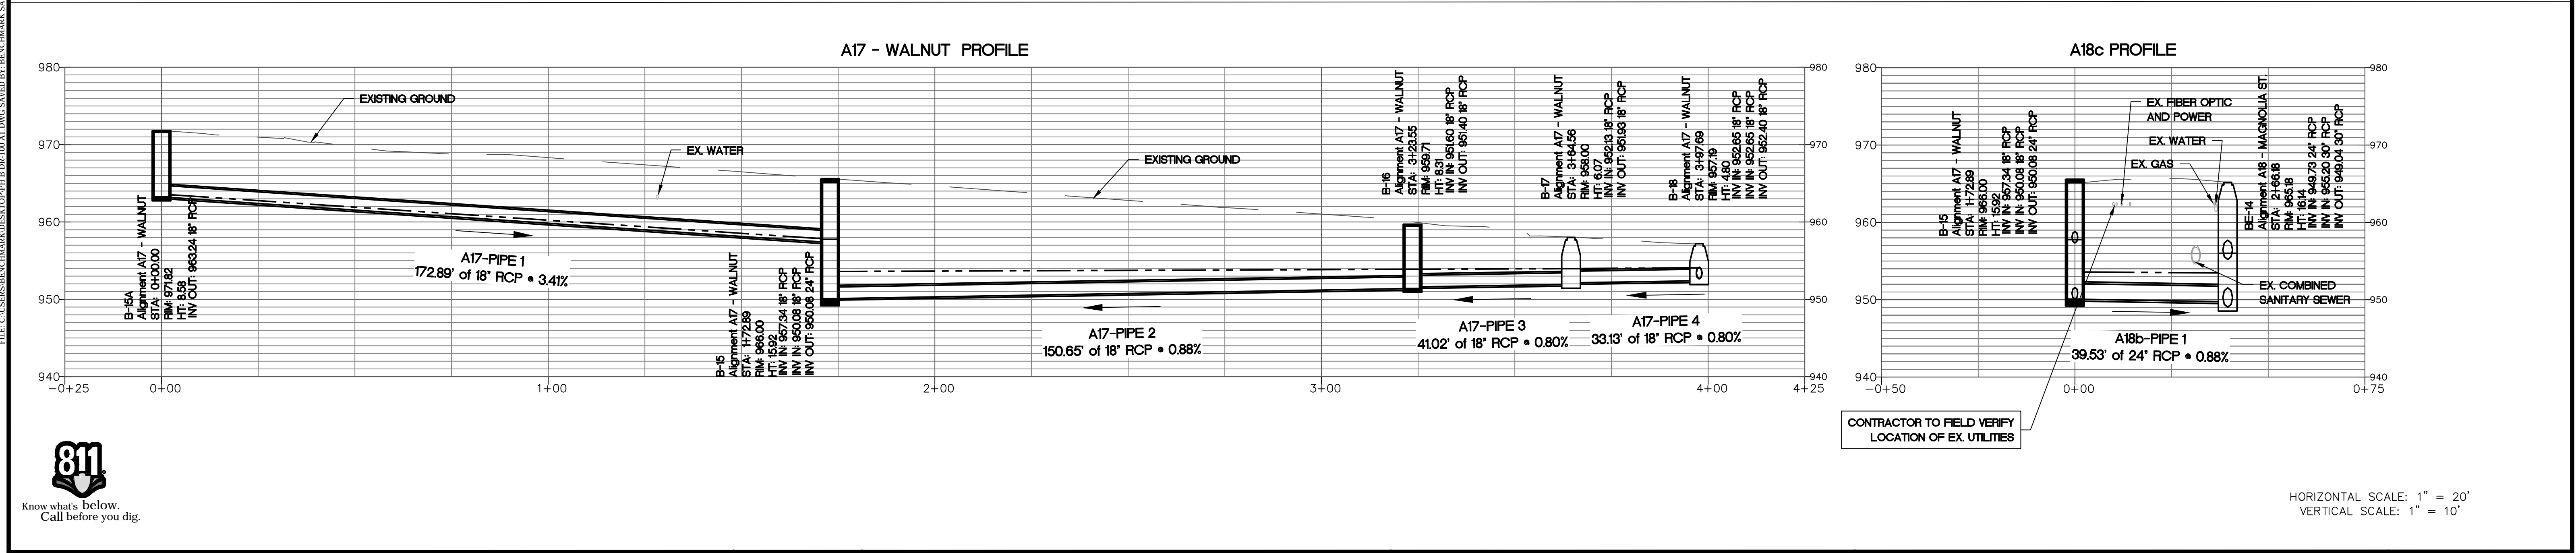 A17 - WALNUT PROFILE
980
970
960
950
940
-0+25
0+00
1+00
2+00
3+00
4+00
4+25
980
970
960
950
940
EXISTING GROUND
EX. WATER
EXISTING GROUND
B-15A
Alignment A17 - WALNUT
STA: 0+00.00
RIM: 971.82
HT: 8.58
INV OUT: 963.24 18" RCP
A17-PIPE 1
172.89' of 18" RCP @ 3.41%
B-15
Alignment A17 - WALNUT
STA: 1+72.89
RIM: 966.00
HT: 15.92
INV IN: 957.34 18" RCP
INV IN: 950.08 18" RCP
INV OUT: 950.08 24" RCP
A17-PIPE 2
150.65' of 18" RCP @ 0.88%
B-16
Alignment A17 - WALNUT
STA: 3+23.55
RIM: 959.71
HT: 8.31
INV IN: 951.60 18" RCP
INV OUT: 951.40 18" RCP
A17-PIPE 3
41.02' of 18" RCP @ 0.80%
B-17
Alignment A17 - WALNUT
STA: 3+64.56
RIM: 958.00
HT: 6.07
INV IN: 952.13 18" RCP
INV OUT: 951.93 18" RCP
A17-PIPE 4
33.13' of 18" RCP @ 0.80%
B-18
Alignment A17 - WALNUT
STA: 3+97.69
RIM: 957.19
HT: 4.80
INV IN: 952.65 18" RCP
INV IN: 952.65 18" RCP
INV OUT: 952.40 18" RCP
A18c PROFILE
980
970
960
950
940
-0+50
0+00
0+75
980
970
960
950
940
B-15
Alignment A17 - WALNUT
STA: 1+72.89
RIM: 966.00
HT: 15.92
INV IN: 957.34 18" RCP
INV IN: 950.08 18" RCP
INV OUT: 950.08 24" RCP
EX. FIBER OPTIC
AND POWER
EX. WATER
EX. GAS
BE-14
Alignment A18 - MAGNOLIA ST.
STA: 2+66.18
RIM: 965.18
HT: 16.14
INV IN: 949.73 24" RCP
INV IN: 955.20 30" RCP
INV OUT: 949.04 30" RCP
EX. COMBINED
SANITARY SEWER
A18b-PIPE 1
39.53' of 24" RCP @ 0.88%
CONTRACTOR TO FIELD VERIFY
LOCATION OF EX. UTILITIES
811
Know what's below.
Call before you dig.
HORIZONTAL SCALE: 1" = 20'
VERTICAL SCALE: 1" = 10'